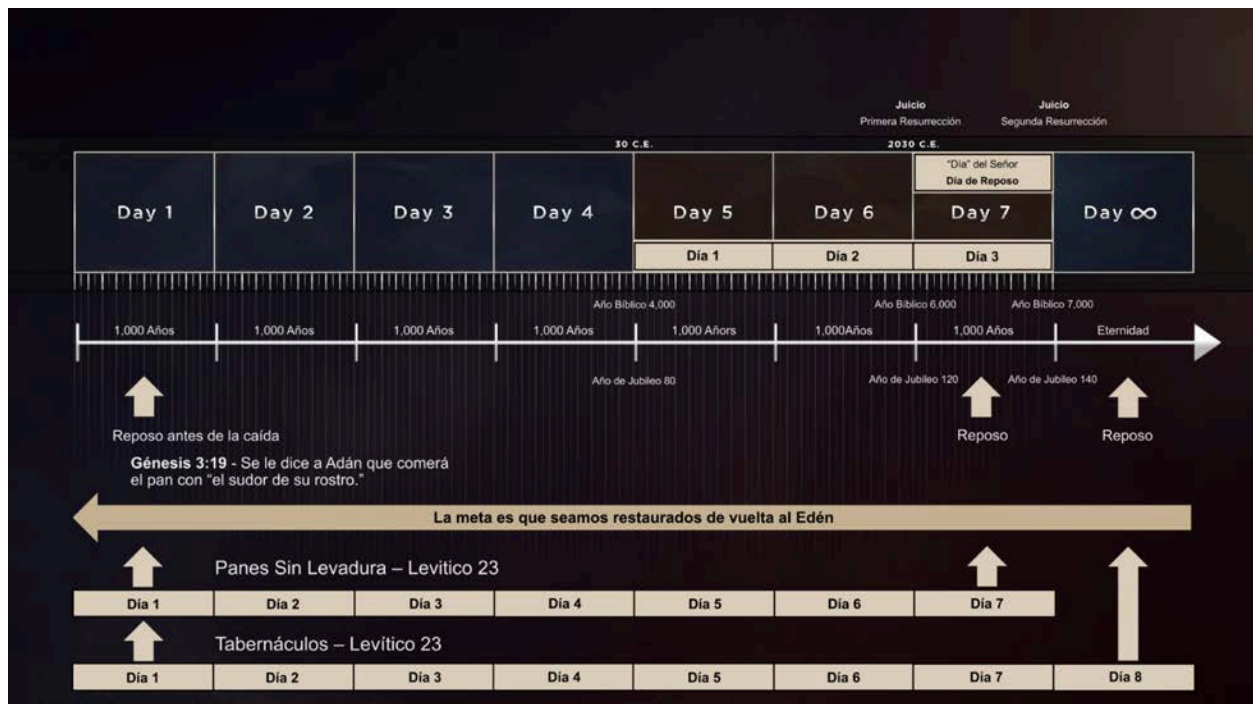 Juicio
Primera Resurrección
Juicio
Segunda Resurrección
30 C.E.
2030 C.E.
"Día" del Señor
Día de Reposo
Day 1
Day 2
Day 3
Day 4
Day 5
Day 6
Day 7
Day ∞
Día 1
Día 2
Día 3
Año Bíblico 4,000
Año Bíblico 6,000
Año Bíblico 7,000
1,000 Años
1,000 Años
1,000 Años
1,000 Años
1,000 Añors
1,000Años
1,000 Años
Eternidad
Año de Jubileo 80
Año de Jubileo 120
Año de Jubileo 140
Reposo antes de la caída
Reposo
Reposo
Génesis 3:19 - Se le dice a Adán que comerá
el pan con "el sudor de su rostro."
La meta es que seamos restaurados de vuelta al Edén
Panes Sin Levadura – Levitico 23
Día 1
Día 2
Día 3
Día 4
Día 5
Día 6
Día 7
Tabernáculos – Levítico 23
Día 1
Día 2
Día 3
Día 4
Día 5
Día 6
Día 7
Día 8